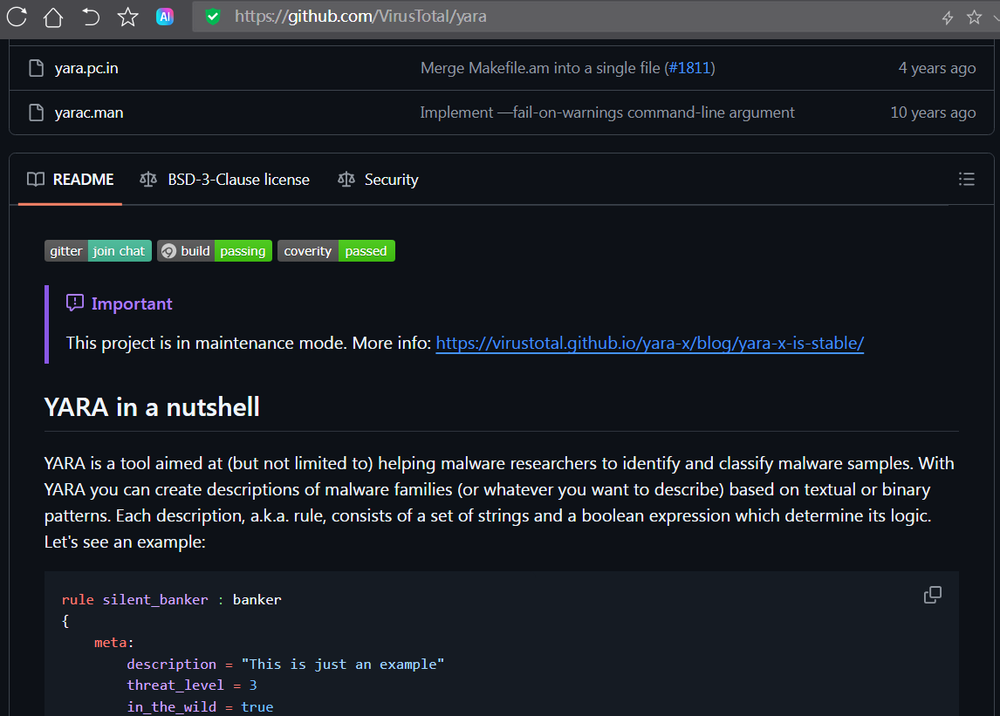 AI https://github.com/VirusTotal/yara
yara.pc.in Merge Makefile.am into a single file (#1811) 4 years ago
yarac.man Implement —fail-on-warnings command-line argument 10 years ago
README BSD-3-Clause license Security
gitter join chat build passing coverity passed
Important
This project is in maintenance mode. More info: https://virustotal.github.io/yara-x/blog/yara-x-is-stable/
YARA in a nutshell
YARA is a tool aimed at (but not limited to) helping malware researchers to identify and classify malware samples. With
YARA you can create descriptions of malware families (or whatever you want to describe) based on textual or binary
patterns. Each description, a.k.a. rule, consists of a set of strings and a boolean expression which determine its logic.
Let's see an example:
rule silent_banker : banker
{
    meta:
        description = "This is just an example"
        threat_level = 3
        in_the_wild = true